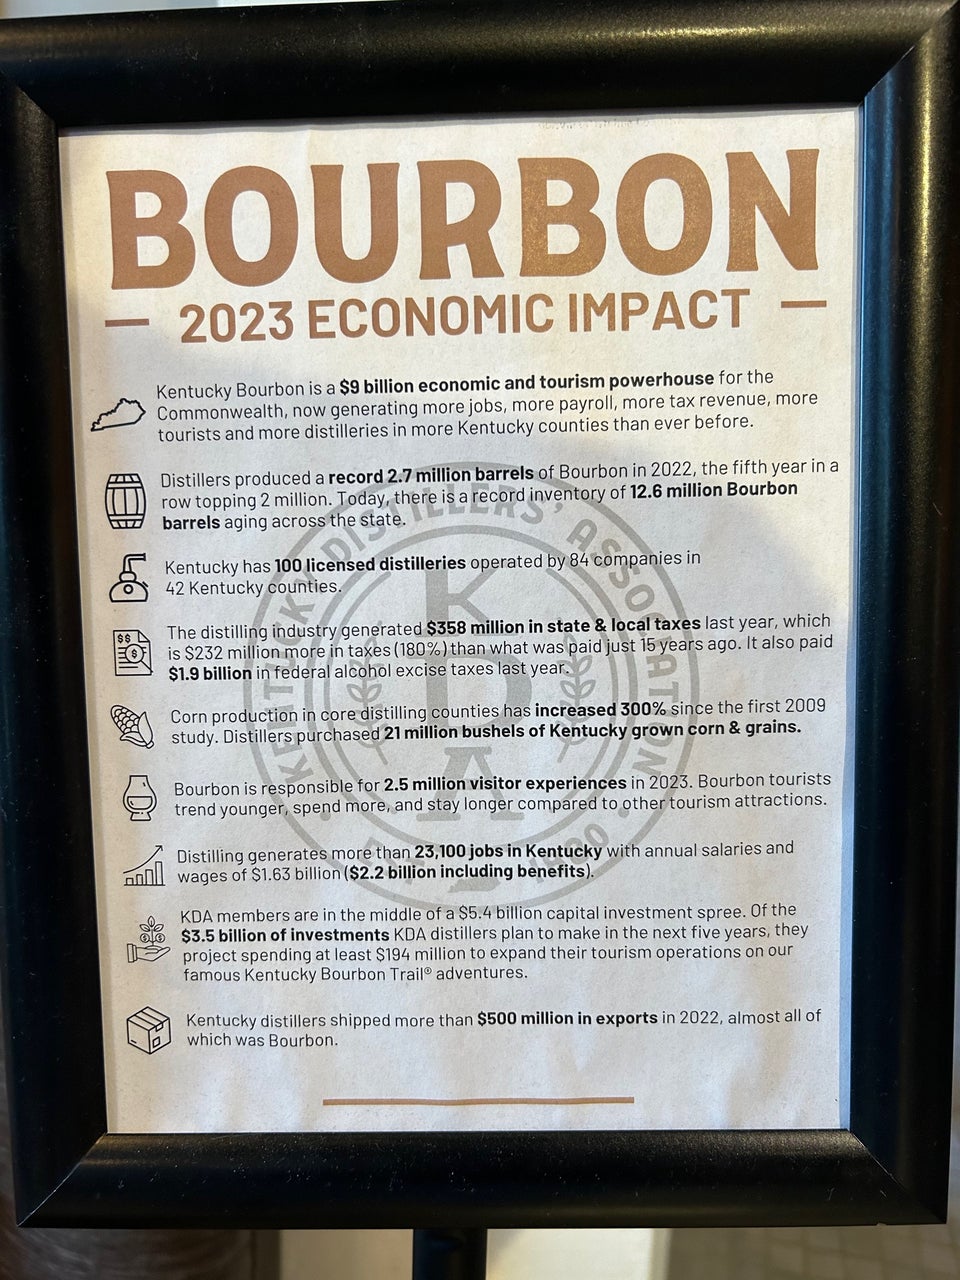 BOURBON
2023 ECONOMIC IMPACT
Kentucky Bourbon is a $9 billion economic and tourism powerhouse for the
Commonwealth, now generating more jobs, more payroll, more tax revenue, more
tourists and more distilleries in more Kentucky counties than ever before.
Distillers produced a record 2.7 million barrels of Bourbon in 2022, the fifth year in a
row topping 2 million. Today, there is a record inventory of 12.6 million Bourbon
barrels aging across the state.
Kentucky has 100 licensed distilleries operated by 84 companies in
42 Kentucky counties.
$$
$
The distilling industry generated $358 million in state & local taxes last year, which
is $232 million more in taxes (180%) than what was paid just 15 years ago. It also paid
$1.9 billion in federal alcohol excise taxes last year.
Corn production in core distilling counties has increased 300% since the first 2009
study. Distillers purchased 21 million bushels of Kentucky grown corn & grains.
Bourbon is responsible for 2.5 million visitor experiences in 2023. Bourbon tourists
trend younger, spend more, and stay longer compared to other tourism attractions.
Distilling generates more than 23,100 jobs in Kentucky with annual salaries and
wages of $1.63 billion ($2.2 billion including benefits).
KDA members are in the middle of a $5.4 billion capital investment spree. Of the
$3.5 billion of investments KDA distillers plan to make in the next five years, they
project spending at least $194 million to expand their tourism operations on our
famous Kentucky Bourbon Trail® adventures.
Kentucky distillers shipped more than $500 million in exports in 2022, almost all of
which was Bourbon.
KENTUCKY DISTILLERS' ASSOCIATION
KDA